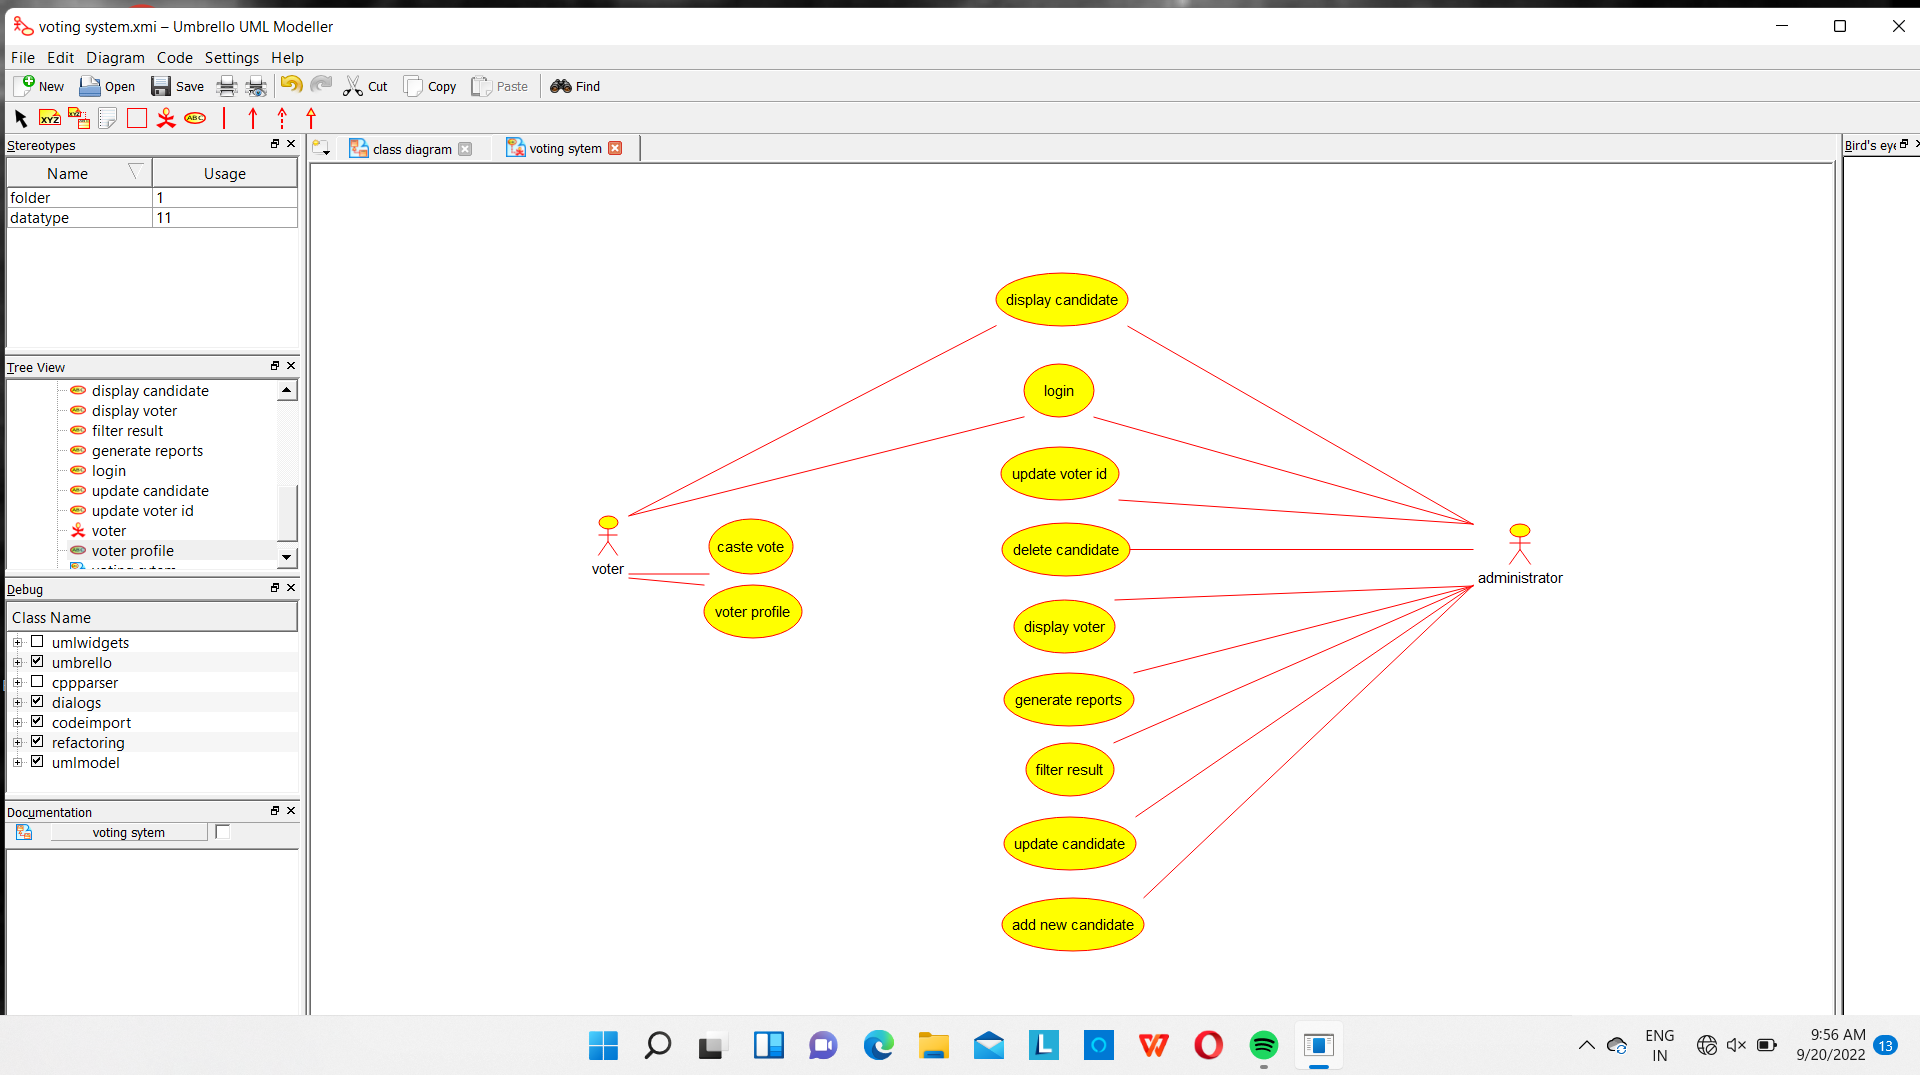 voting system.xmi – Umbrello UML Modeller
File Edit Diagram Code Settings Help
New Open Save Cut Copy Paste Find
XYZ ABC
Stereotypes
Name Usage
folder 1
datatype 11
Tree View
display candidate
display voter
filter result
generate reports
login
update candidate
update voter id
voter
voter profile
Debug
Class Name
umlwidgets
umbrello
cppparser
dialogs
codeimport
refactoring
umlmodel
Documentation
voting sytem
class diagram voting sytem
Bird's eye
display candidate
login
update voter id
caste vote
delete candidate
voter
administrator
voter profile
display voter
generate reports
filter result
update candidate
add new candidate
ENG
IN
9:56 AM
9/20/2022
13